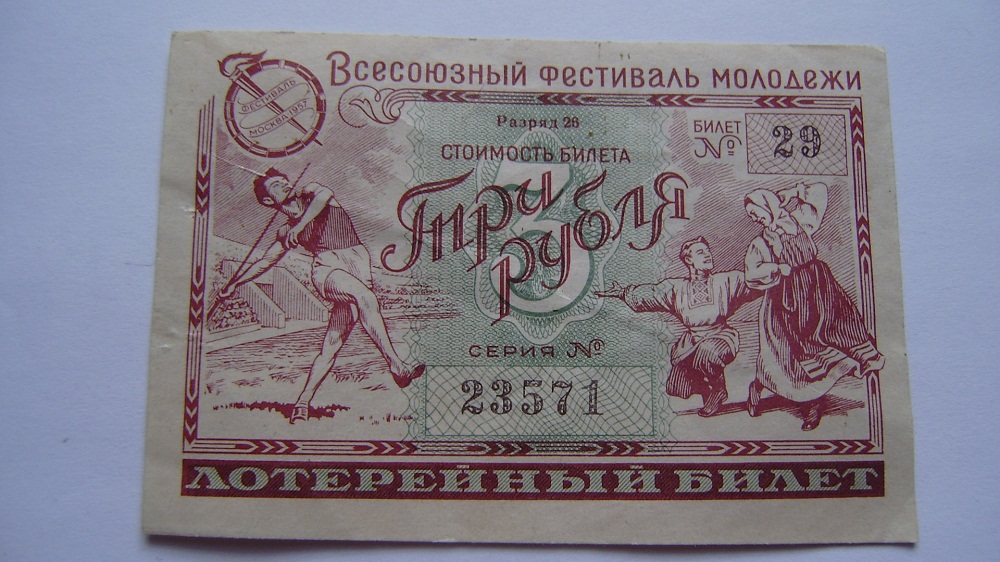 Всесоюзный фестиваль молодежи
ФЕСТИВАЛЬ
МОСКВА·1957
Разряд 26
СТОИМОСТЬ БИЛЕТА
3
Три
рубля
БИЛЕТ
№
29
СЕРИЯ №
23571
ЛОТЕРЕЙНЫЙ БИЛЕТ